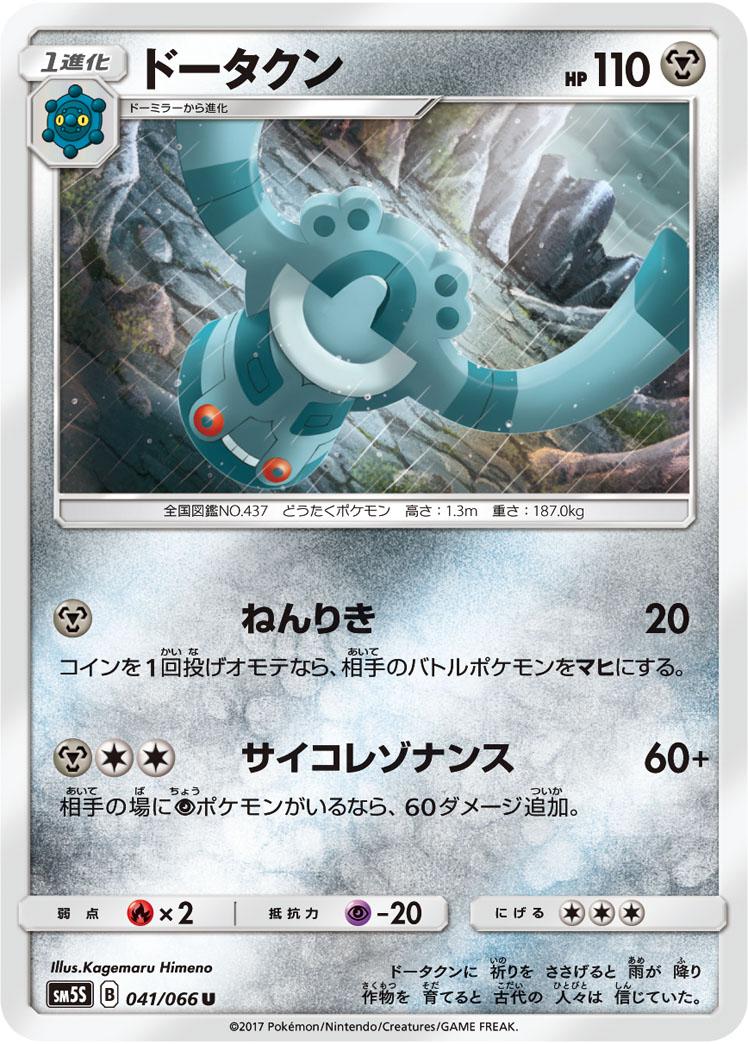 1進化
ドータクン
HP 110
ドーミラーから進化
全国図鑑NO.437 どうたくポケモン 高さ:1.3m 重さ:187.0kg
ねんりき 20
コインを1回投げオモテなら、相手のバトルポケモンをマヒにする。
サイコレゾナンス 60+
相手の場にポケモンがいるなら、60ダメージ追加。
弱点 ×2 抵抗力 -20 にげる
Illus.Kagemaru Himeno
ドータクンに 祈りを ささげると 雨が 降り
作物を 育てると 古代の 人々は 信じていた。
SM5S B 041/066 U
©2017 Pokémon/Nintendo/Creatures/GAME FREAK.